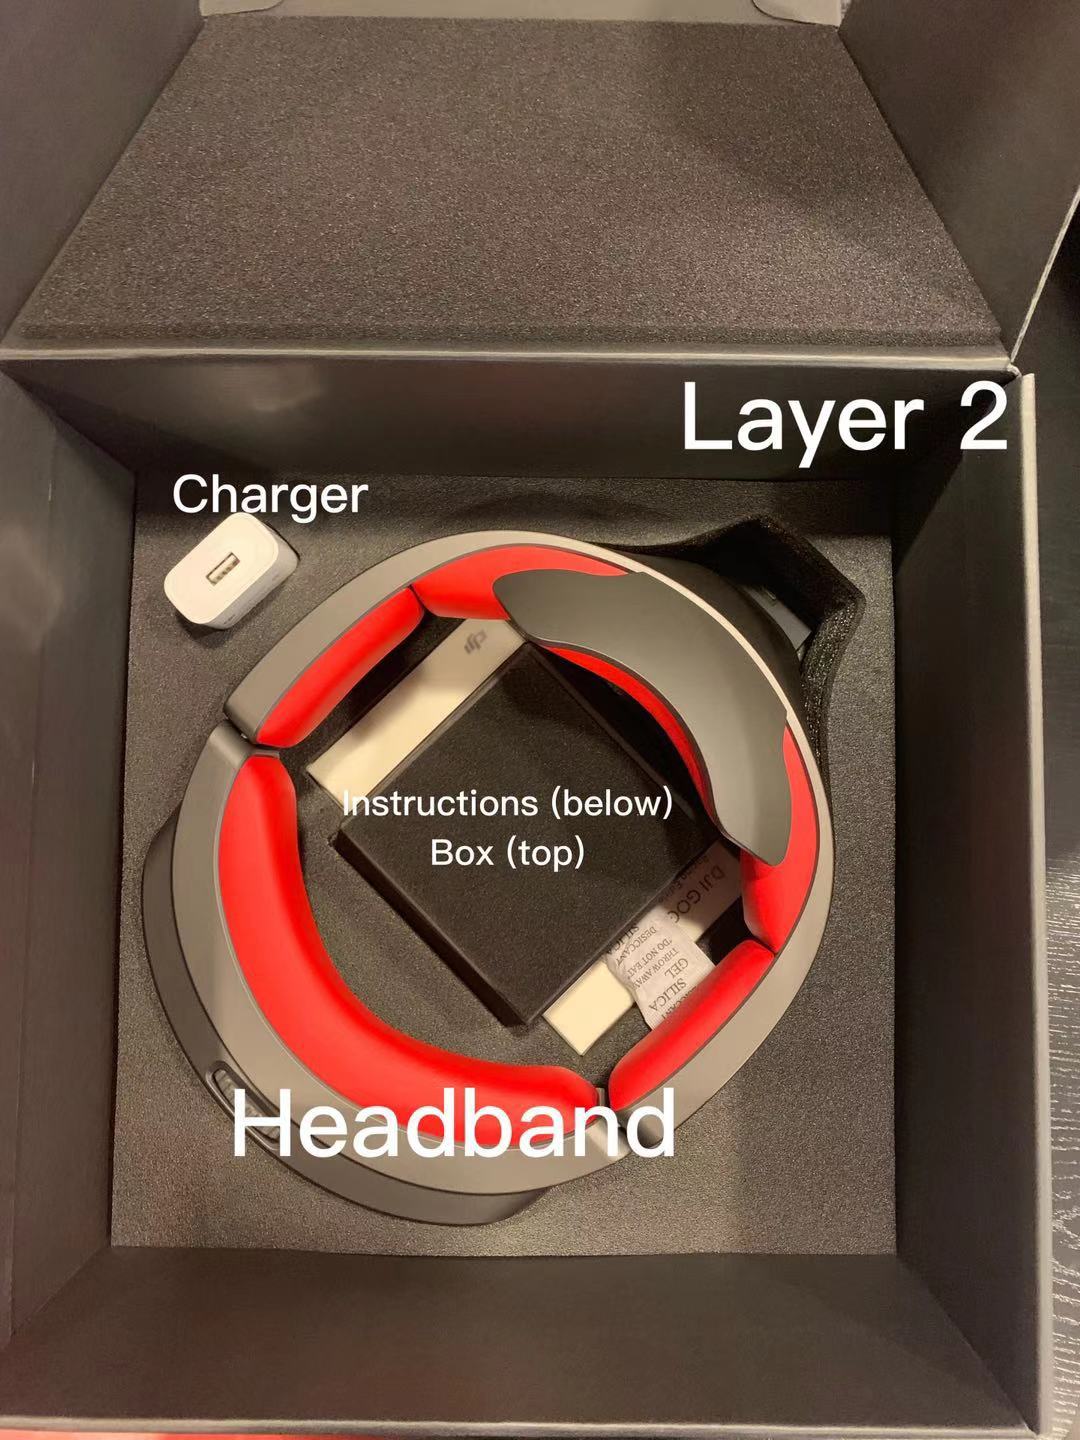 Layer 2
Charger
dji
Instructions (below)
Box (top)
DJI GOG
SILICA
DESICCANT
"DO NOT EAT"
THROW AWAY
GEL
SILICA
Headband